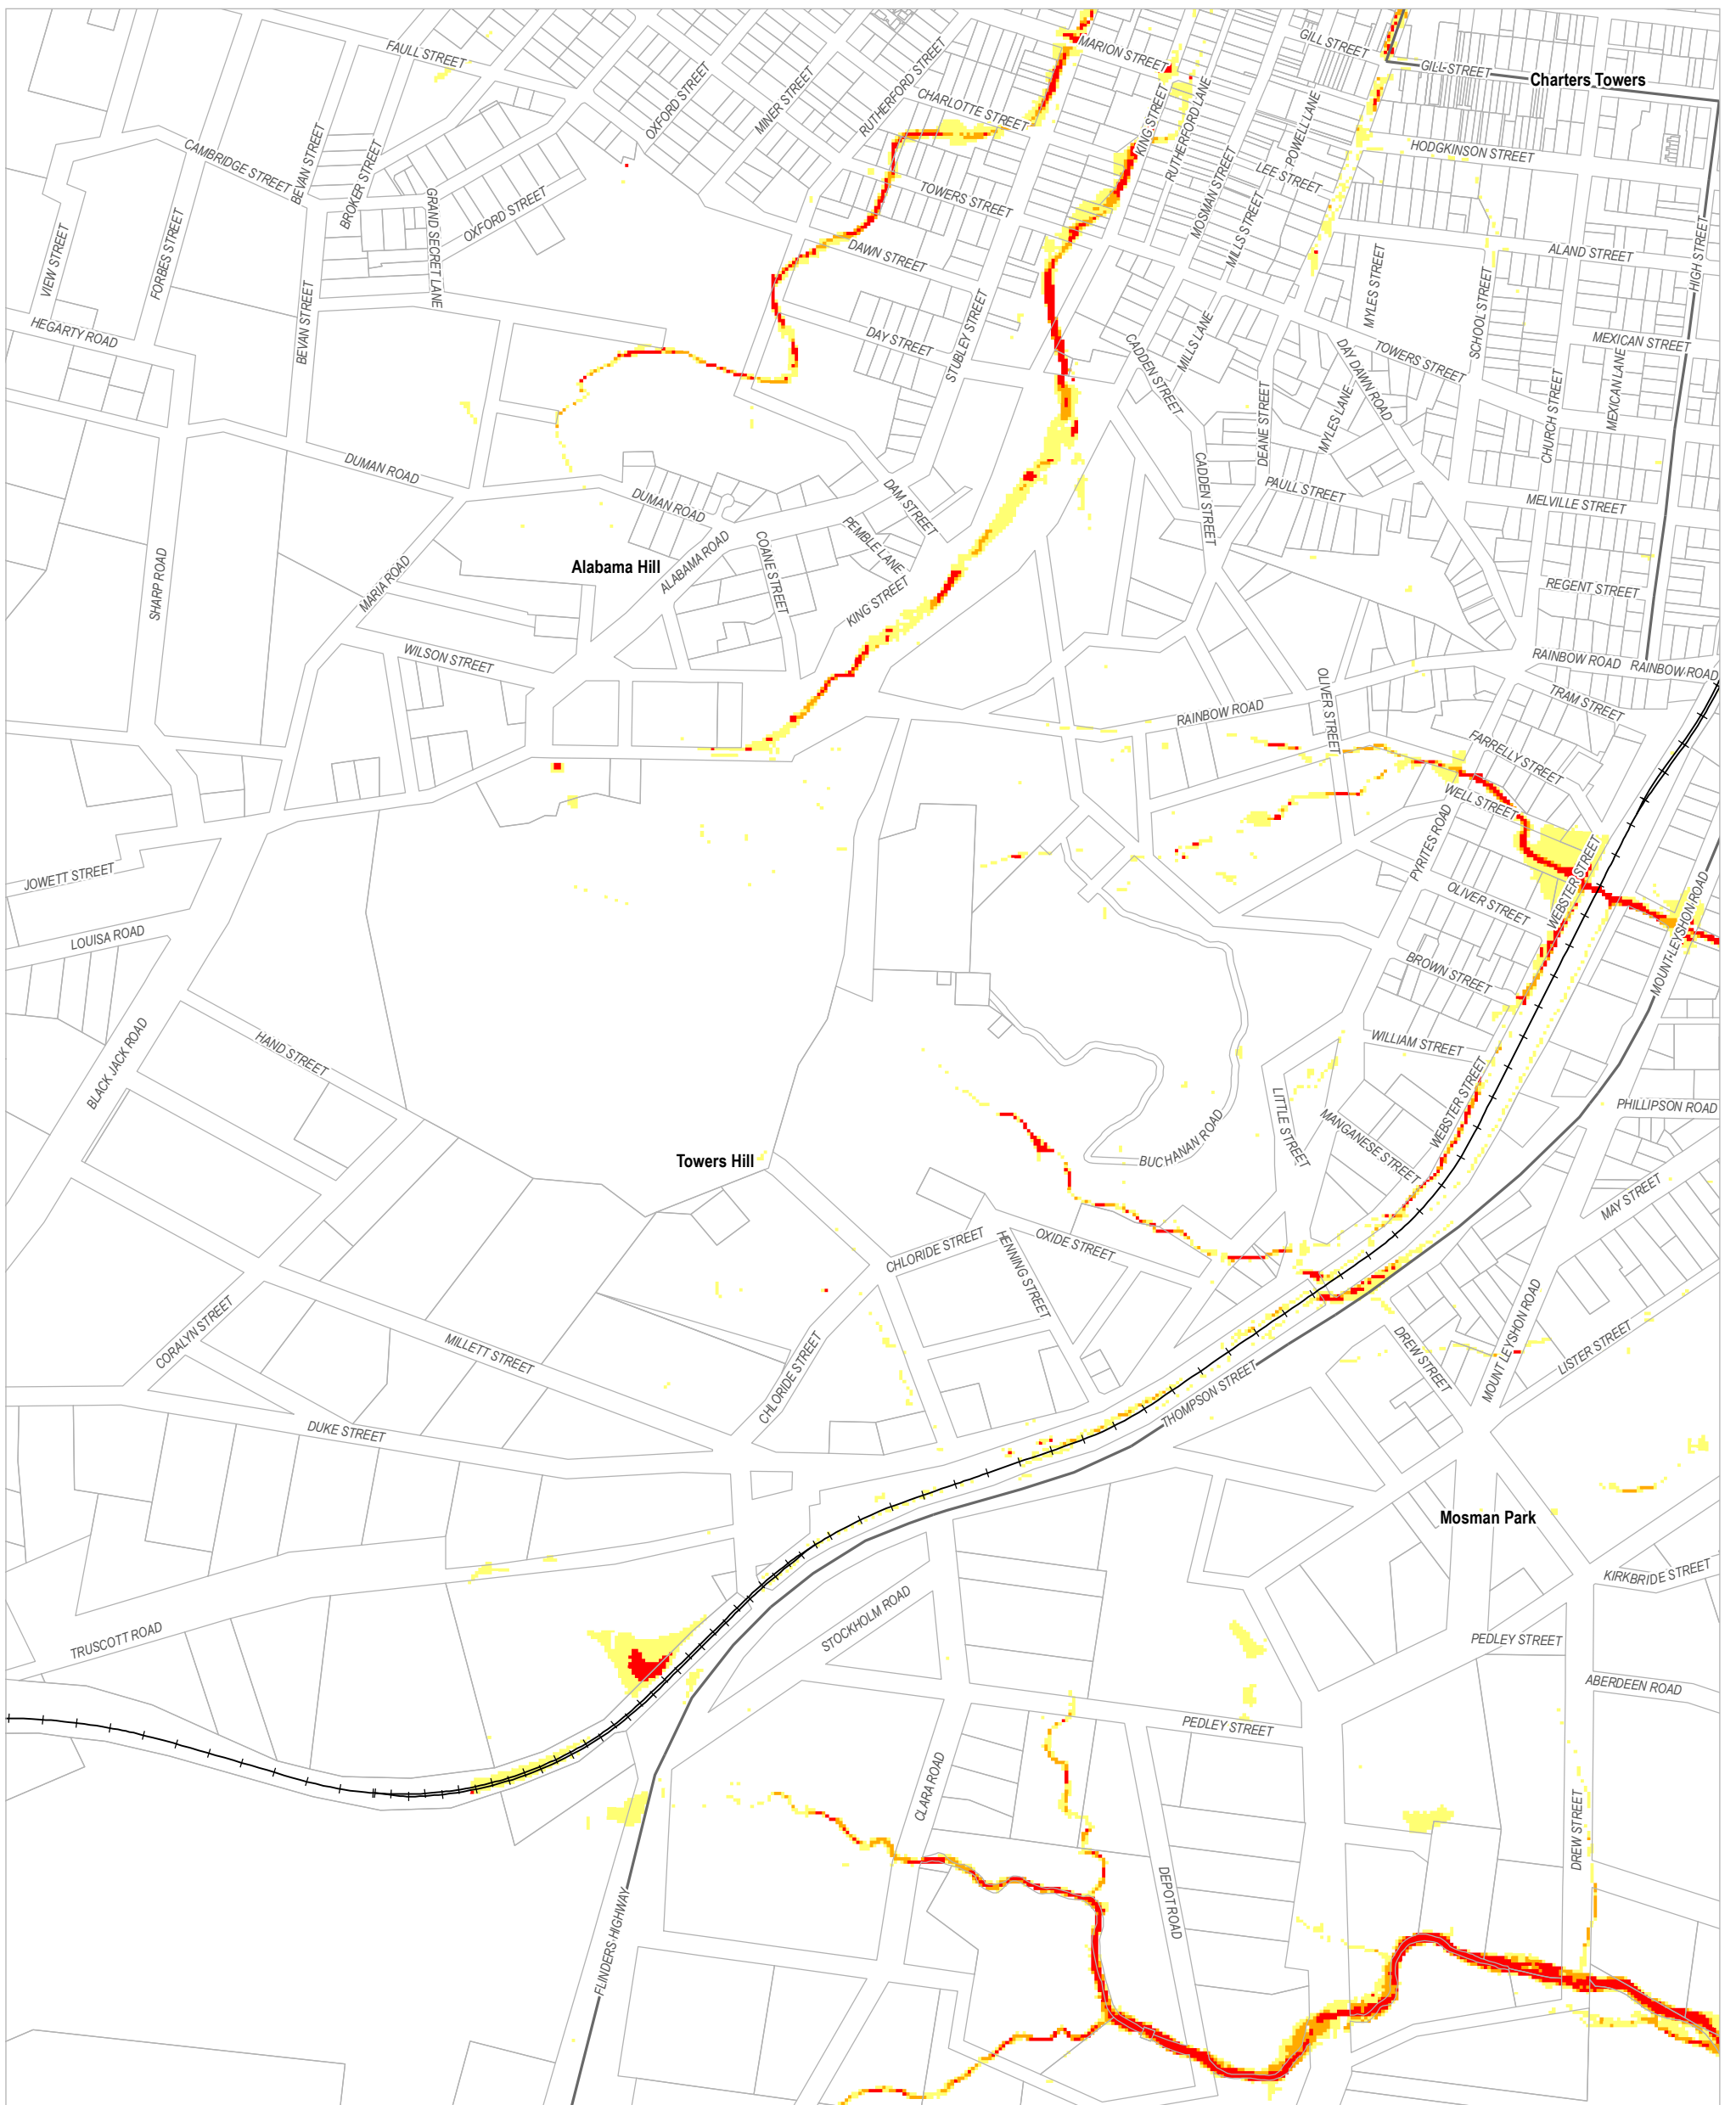 FAULL STREET
MARION STREET
GILL STREET
GILL STREET
Charters Towers
OXFORD STREET
MINER STREET
RUTHERFORD STREET
CHARLOTTE STREET
KING STREET
RUTHERFORD LANE
POWELL LANE
HODGKINSON STREET
CAMBRIDGE STREET
BEVAN STREET
BROKER STREET
GRAND SECRET LANE
OXFORD STREET
TOWERS STREET
MOSMAN STREET
LEE STREET
MILLS STREET
VIEW STREET
FORBES STREET
DAWN STREET
ALAND STREET
HIGH STREET
MYLES STREET
SCHOOL STREET
HEGARTY ROAD
BEVAN STREET
DAY STREET
STUBLEY STREET
CADDEN STREET
MILLS LANE
DAY DAWN ROAD
TOWERS STREET
MEXICAN STREET
MEXICAN LANE
CHURCH STREET
DEANE STREET
MYLES LANE
DUMAN ROAD
DUMAN ROAD
DAM STREET
CADDEN STREET
PAULL STREET
MELVILLE STREET
PEMBLE LANE
COANE STREET
ALABAMA ROAD
Alabama Hill
SHARP ROAD
MARIA ROAD
KING STREET
REGENT STREET
WILSON STREET
RAINBOW ROAD
RAINBOW ROAD
OLIVER STREET
TRAM STREET
RAINBOW ROAD
FARRELLY STREET
WELL STREET
PYRITES ROAD
JOWETT STREET
WEBSTER STREET
OLIVER STREET
MOUNT LEYSHON ROAD
LOUISA ROAD
BROWN STREET
HAND STREET
BLACK JACK ROAD
WILLIAM STREET
WEBSTER STREET
LITTLE STREET
PHILLIPSON ROAD
MANGANESE STREET
BUCHANAN ROAD
Towers Hill
MAY STREET
CHLORIDE STREET
HENNING STREET
OXIDE STREET
CORALYN STREET
MILLETT STREET
CHLORIDE STREET
DREW STREET
MOUNT LEYSHON ROAD
LISTER STREET
THOMPSON STREET
DUKE STREET
Mosman Park
KIRKBRIDE STREET
STOCKHOLM ROAD
TRUSCOTT ROAD
PEDLEY STREET
ABERDEEN ROAD
PEDLEY STREET
CLARA ROAD
DREW STREET
DEPOT ROAD
FLINDERS HIGHWAY